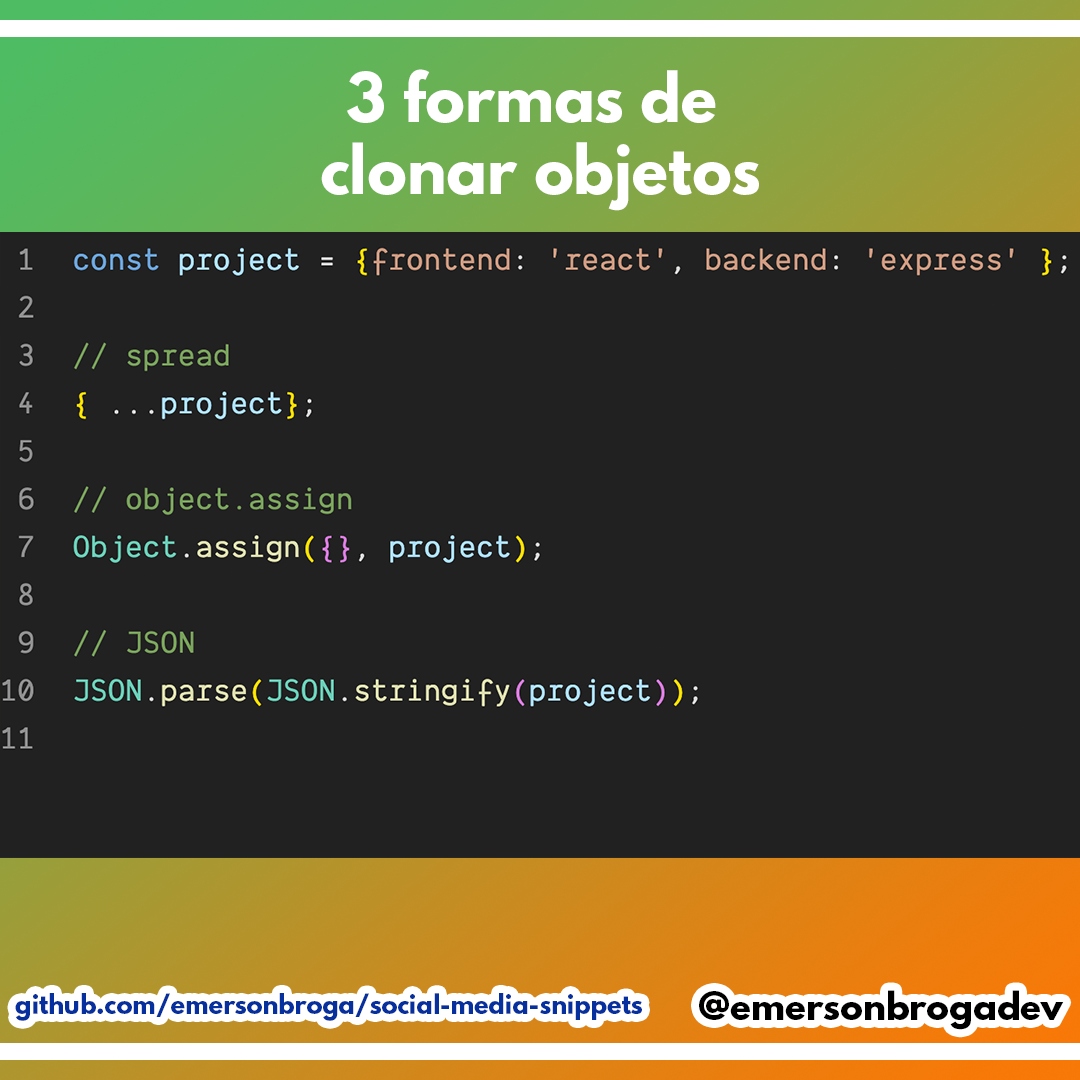 3 formas de
clonar objetos
1 const project = {frontend: 'react', backend: 'express' };
2
3 // spread
4 { ...project};
5
6 // object.assign
7 Object.assign({}, project);
8
9 // JSON
10 JSON.parse(JSON.stringify(project));
11
github.com/emersonbroga/social-media-snippets
@emersonbrogadev